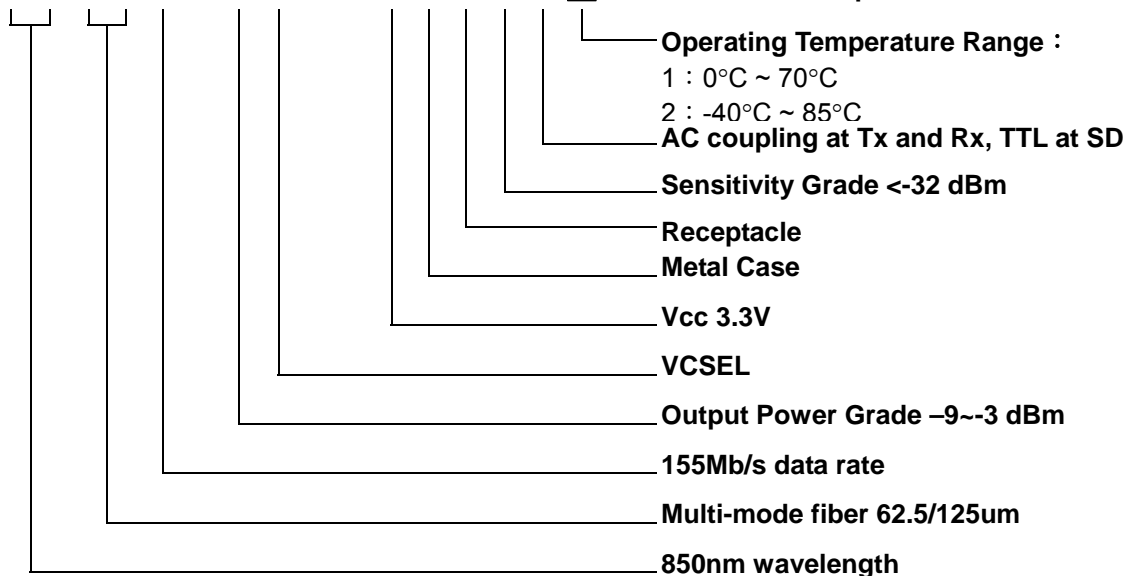 Operating Temperature Range：
1：0°C ~ 70°C
2：-40°C ~ 85°C
AC coupling at Tx and Rx, TTL at SD
Sensitivity Grade <-32 dBm
Receptacle
Metal Case
Vcc 3.3V
VCSEL
Output Power Grade –9~-3 dBm
155Mb/s data rate
Multi-mode fiber 62.5/125um
850nm wavelength